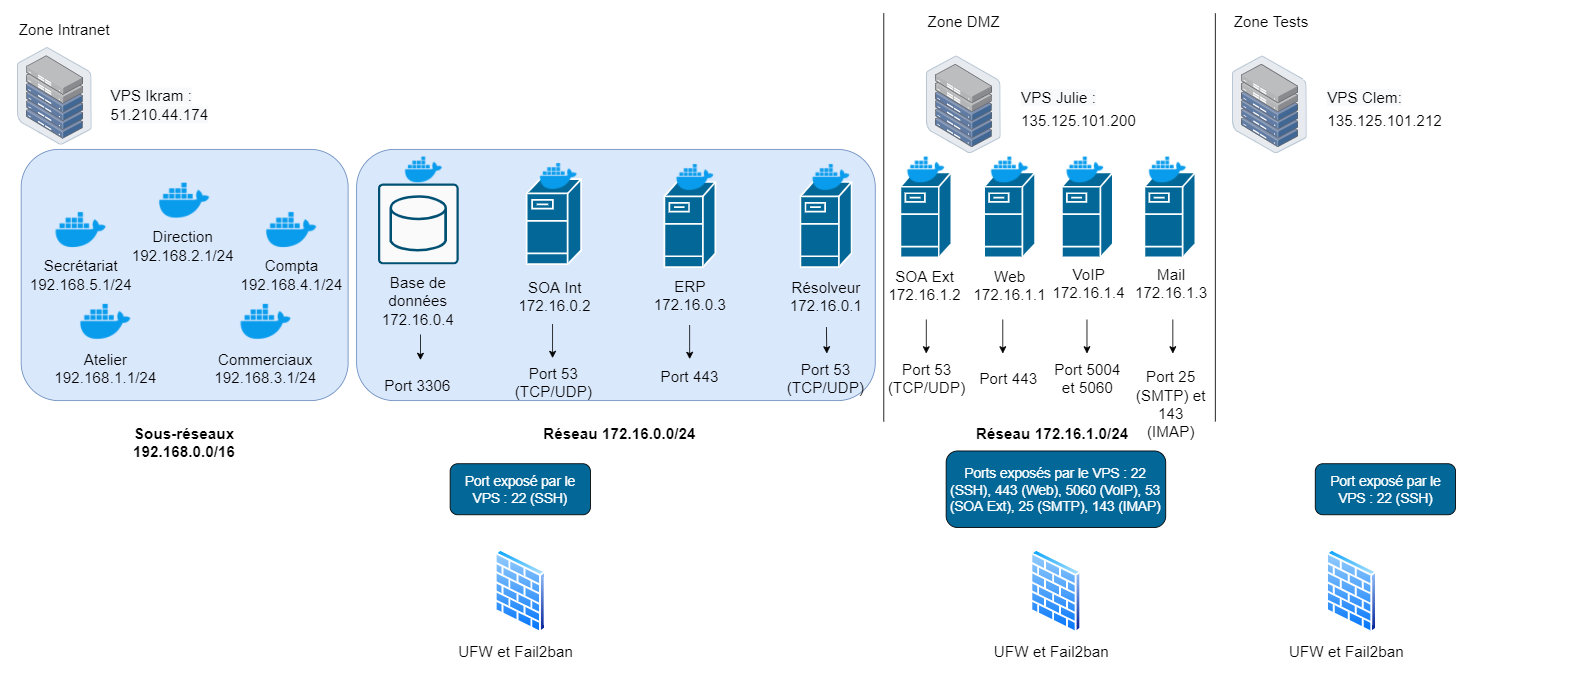 Zone Intranet
VPS Ikram :
51.210.44.174
Secrétariat
192.168.5.1/24
Direction
192.168.2.1/24
Compta
192.168.4.1/24
Atelier
192.168.1.1/24
Commerciaux
192.168.3.1/24
Sous-réseaux
192.168.0.0/16
Base de
données
172.16.0.4
Port 3306
SOA Int
172.16.0.2
Port 53
(TCP/UDP)
ERP
172.16.0.3
Port 443
Résolveur
172.16.0.1
Port 53
(TCP/UDP)
Réseau 172.16.0.0/24
Port exposé par le
VPS : 22 (SSH)
UFW et Fail2ban
Zone DMZ
VPS Julie :
135.125.101.200
SOA Ext
172.16.1.2
Port 53
(TCP/UDP)
Web
172.16.1.1
Port 443
VoIP
172.16.1.4
Port 5004
et 5060
Mail
172.16.1.3
Port 25
(SMTP) et
143
(IMAP)
Réseau 172.16.1.0/24
Ports exposés par le VPS : 22
(SSH), 443 (Web), 5060 (VoIP), 53
(SOA Ext), 25 (SMTP), 143 (IMAP)
UFW et Fail2ban
Zone Tests
VPS Clem:
135.125.101.212
Port exposé par le
VPS : 22 (SSH)
UFW et Fail2ban